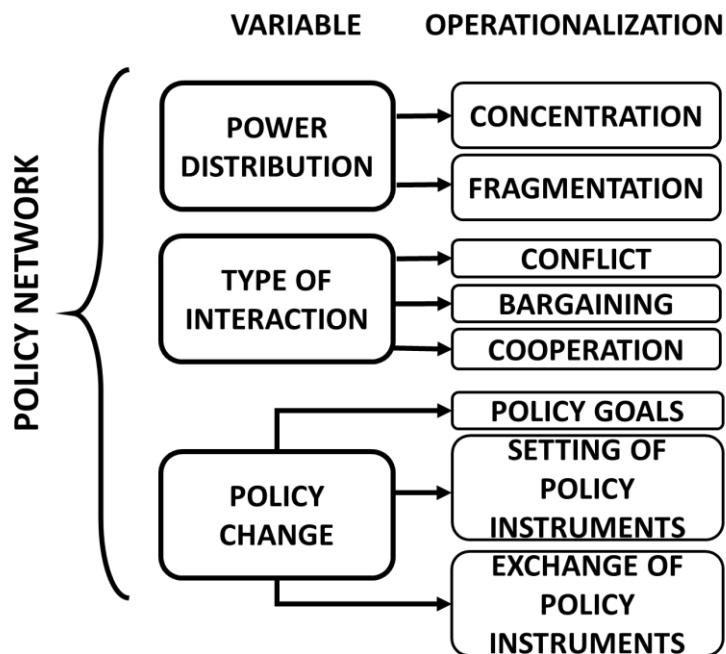 VARIABLE OPERATIONALIZATION
POLICY NETWORK
POWER
DISTRIBUTION
CONCENTRATION
FRAGMENTATION
TYPE OF
INTERACTION
CONFLICT
BARGAINING
COOPERATION
POLICY
CHANGE
POLICY GOALS
SETTING OF
POLICY
INSTRUMENTS
EXCHANGE OF
POLICY
INSTRUMENTS